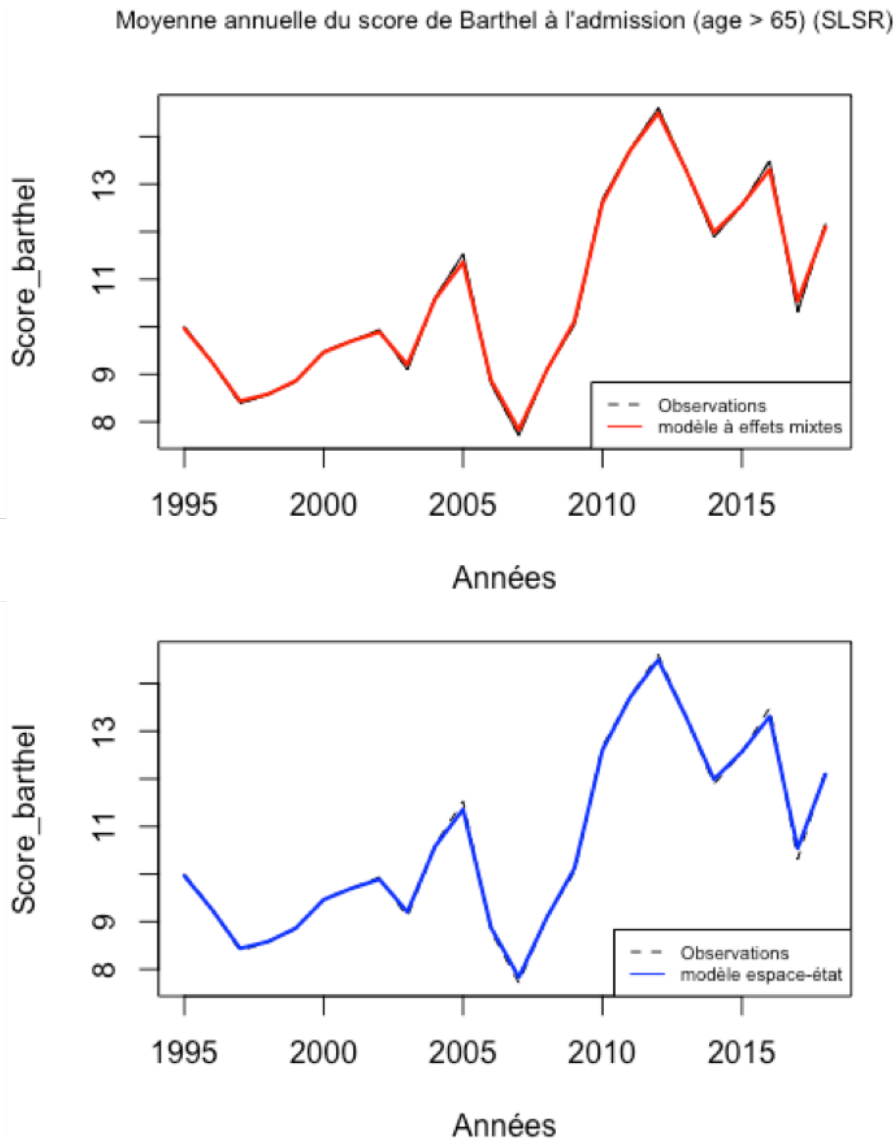 Moyenne annuelle du score de Barthel à l'admission (age > 65) (SLSR)
Score_barthel
13
11
9
8
Observations
modèle à effets mixtes
1995 2000 2005 2010 2015
Années
Score_barthel
13
11
9
8
Observations
modèle espace-état
1995 2000 2005 2010 2015
Années